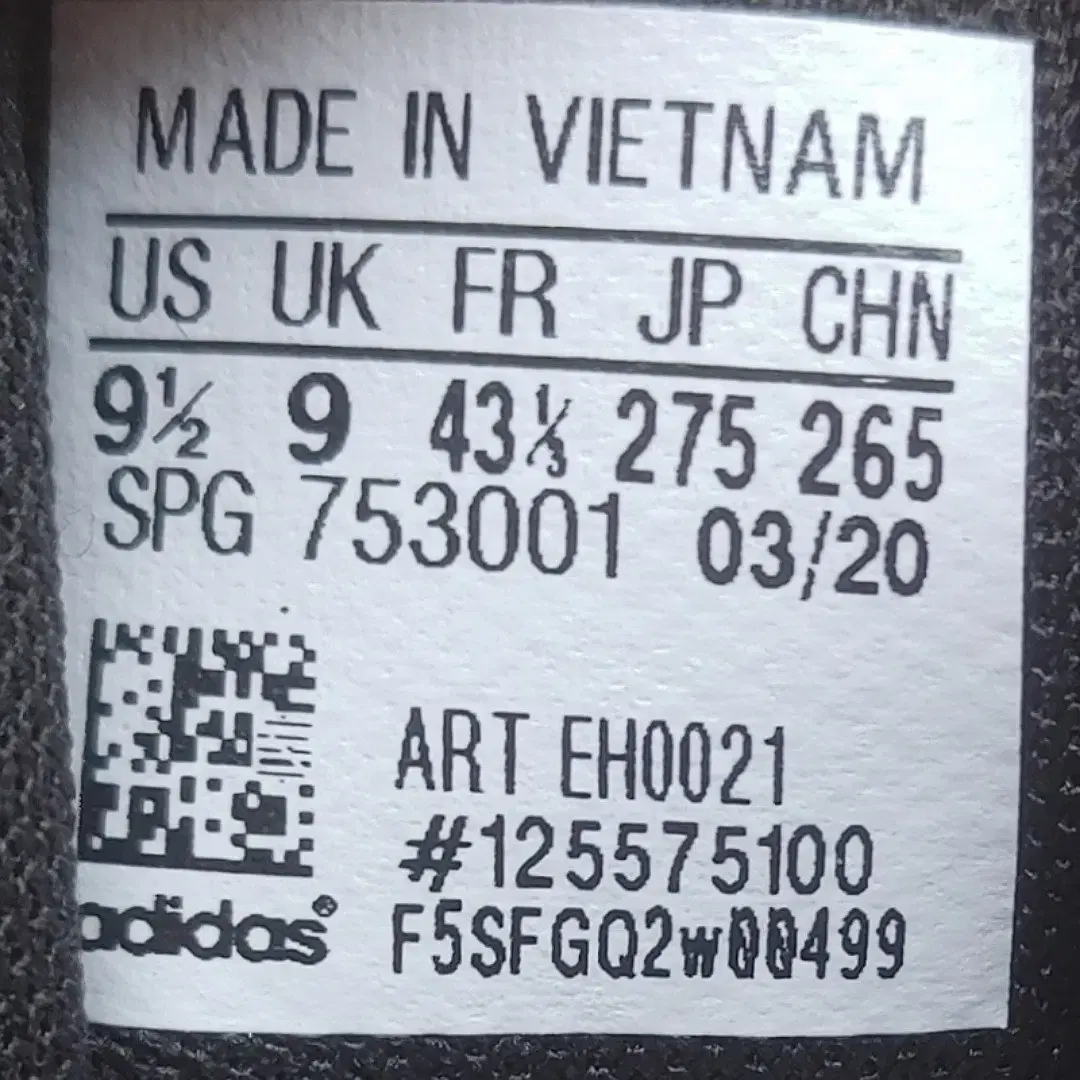 MADE IN VIETNAM
US UK FR JP CHN
9½ 9 43⅓ 275 265
SPG 753001 03/20
ART EH0021
#125575100
adidas®
F5SFGQ2w00499